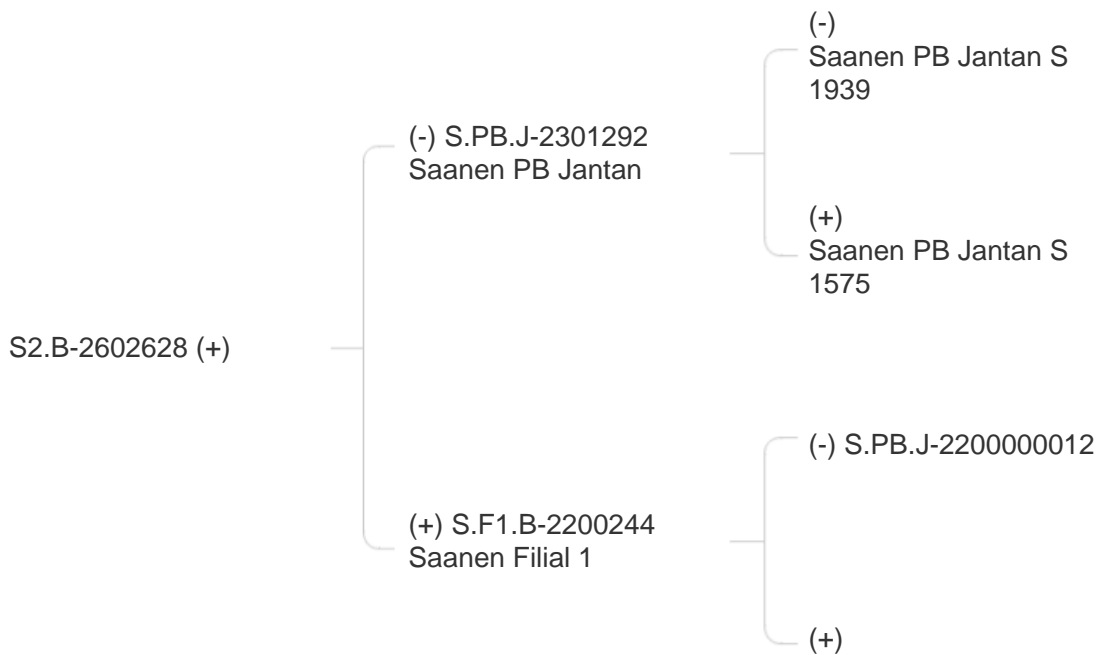 (-)
Saanen PB Jantan S
1939
(-) S.PB.J-2301292
Saanen PB Jantan
(+)
Saanen PB Jantan S
1575
S2.B-2602628 (+)
(-) S.PB.J-2200000012
(+) S.F1.B-2200244
Saanen Filial 1
(+)